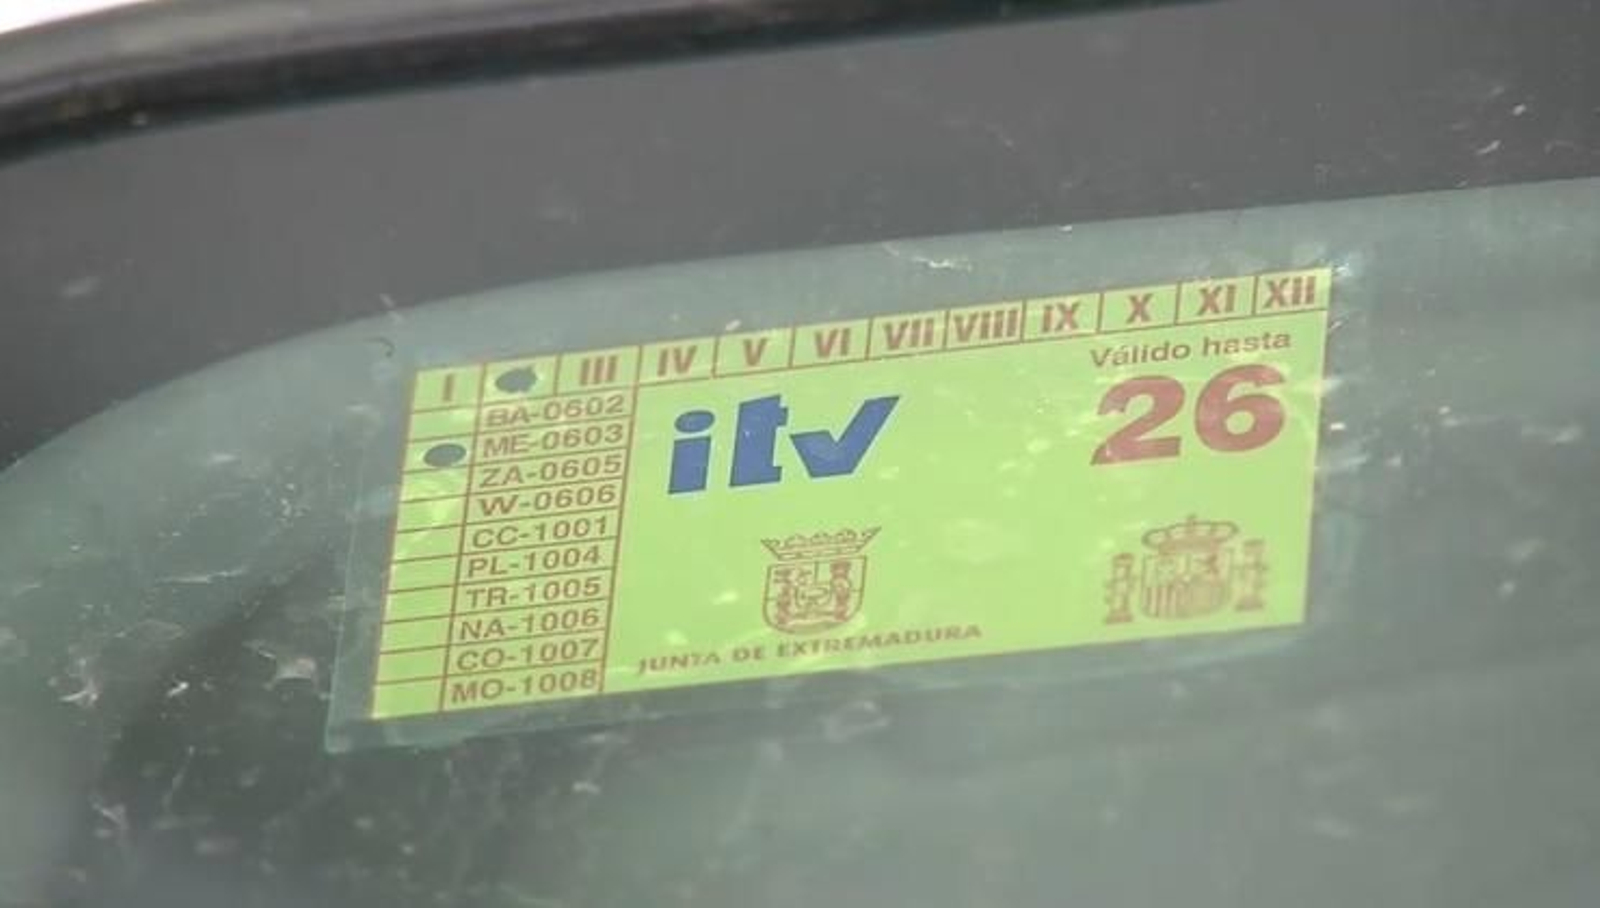 I III IV V VI VII VIII IX X XI XII
BA-0602
ME-0603
ZA-0605
VV-0606
CC-1001
PL-1004
TR-1005
NA-1006
CO-1007
MO-1008
itv
Válido hasta
26
JUNTA DE EXTREMADURA